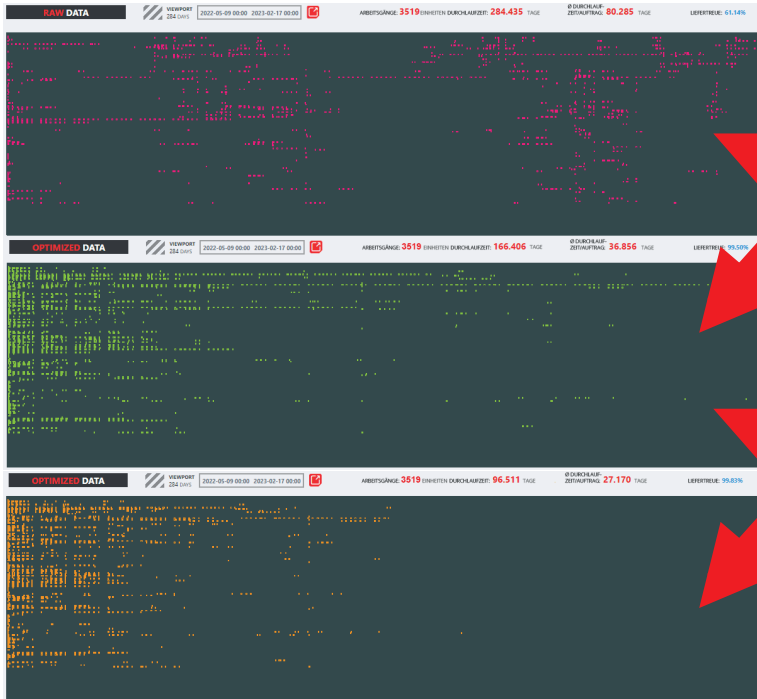 RAW DATA
VIEWPORT
284 DAYS
2022-05-09 00:00 2023-02-17 00:00
ARBEITSGÄNGE: 3519 EINHEITEN DURCHLAUFZEIT: 284.435 TAGE
Ø DURCHLAUF-
ZEIT/AUFTRAG: 80.285 TAGE
LIEFERTREUE: 61.14%
OPTIMIZED DATA
VIEWPORT
284 DAYS
2022-05-09 00:00 2023-02-17 00:00
ARBEITSGÄNGE: 3519 EINHEITEN DURCHLAUFZEIT: 166.406 TAGE
Ø DURCHLAUF-
ZEIT/AUFTRAG: 36.856 TAGE
LIEFERTREUE: 99.50%
OPTIMIZED DATA
VIEWPORT
284 DAYS
2022-05-09 00:00 2023-02-17 00:00
ARBEITSGÄNGE: 3519 EINHEITEN DURCHLAUFZEIT: 96.511 TAGE
Ø DURCHLAUF-
ZEIT/AUFTRAG: 27.170 TAGE
LIEFERTREUE: 99.83%